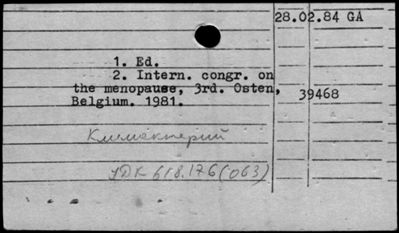 28.02.84 GA
1. Ed.
2. Intern. congr. on
the menopause, 3rd. Osten,
Belgium. 1981.
39468
Климактерий
УДК 618.176(063)